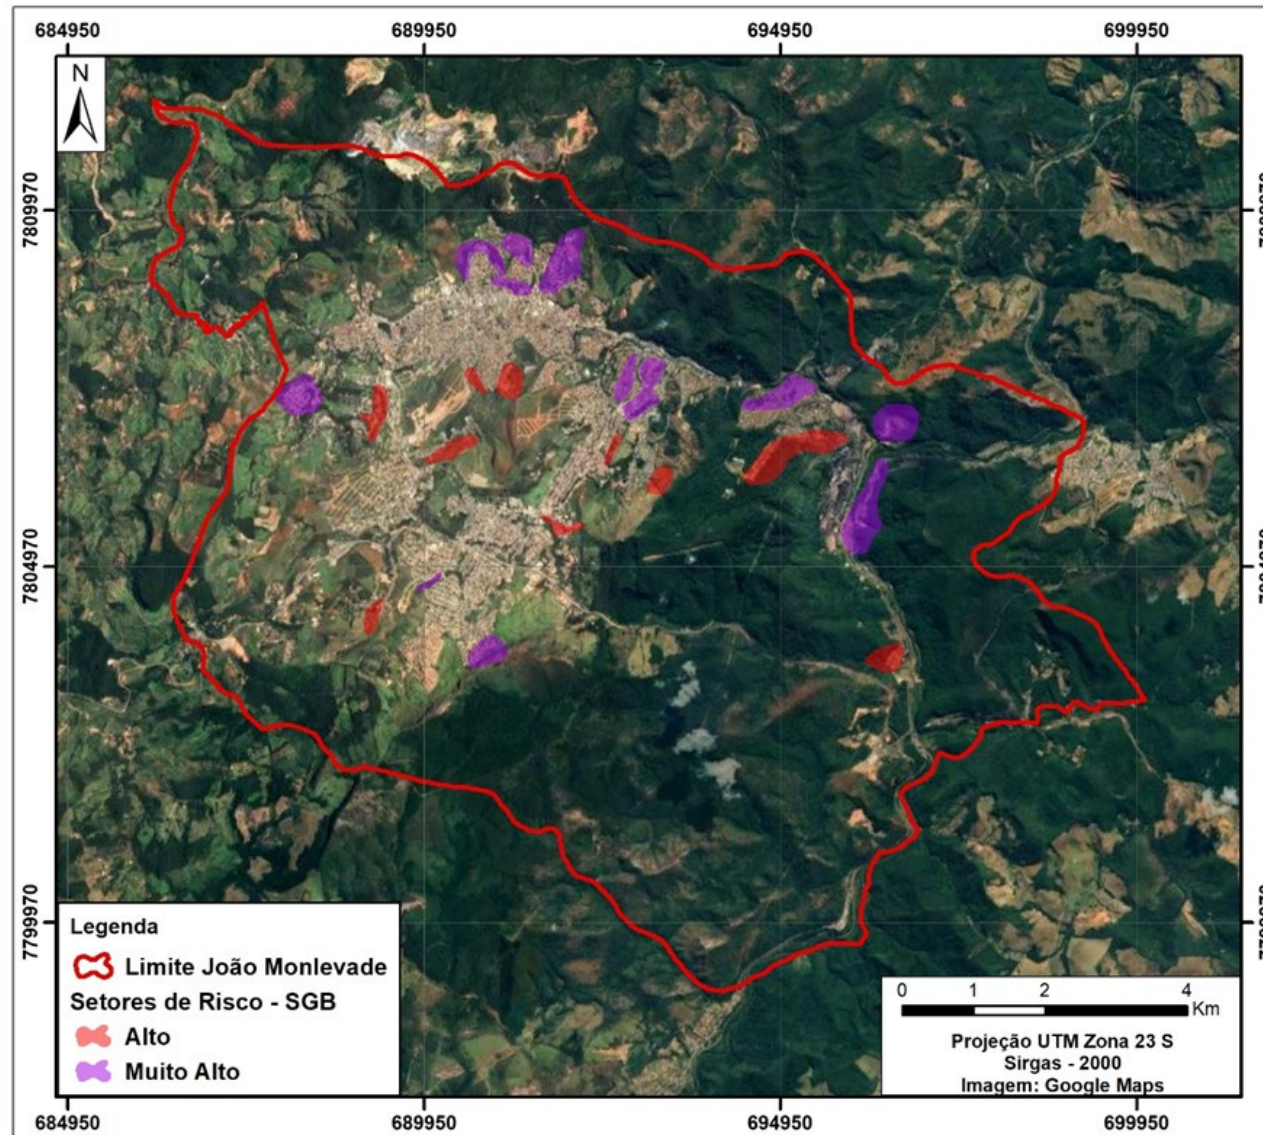 684950 689950 694950 699950
N
7809970
7804970
7799970
Legenda
Limite João Monlevade
Setores de Risco - SGB
Alto
Muito Alto
0 1 2 4
Km
Projeção UTM Zona 23 S
Sirgas - 2000
Imagem: Google Maps
684950 689950 694950 699950